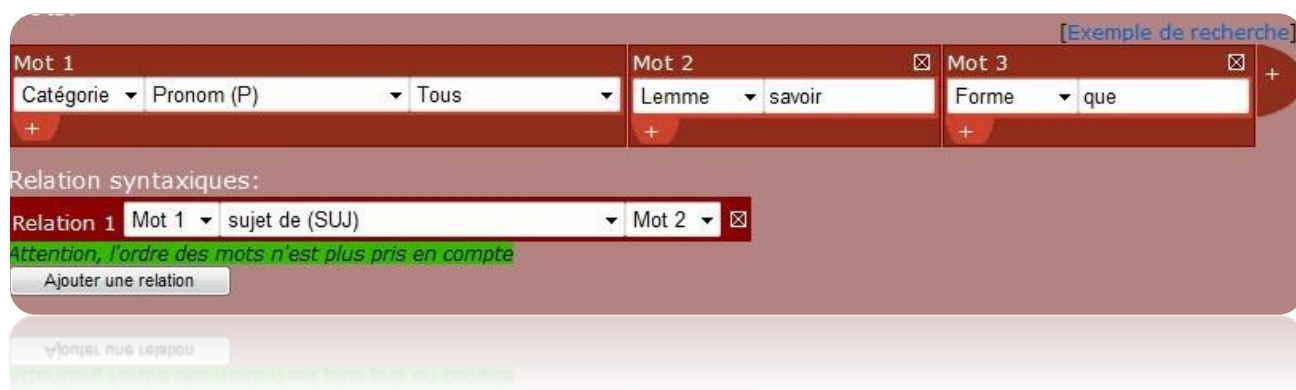 [Exemple de recherche]
Mot 1 Mot 2 Mot 3 +
Catégorie Pronom (P) Tous Lemme savoir Forme que
+ + +
Relation syntaxiques:
Relation 1 Mot 1 sujet de (SUJ) Mot 2
Attention, l'ordre des mots n'est plus pris en compte
Ajouter une relation